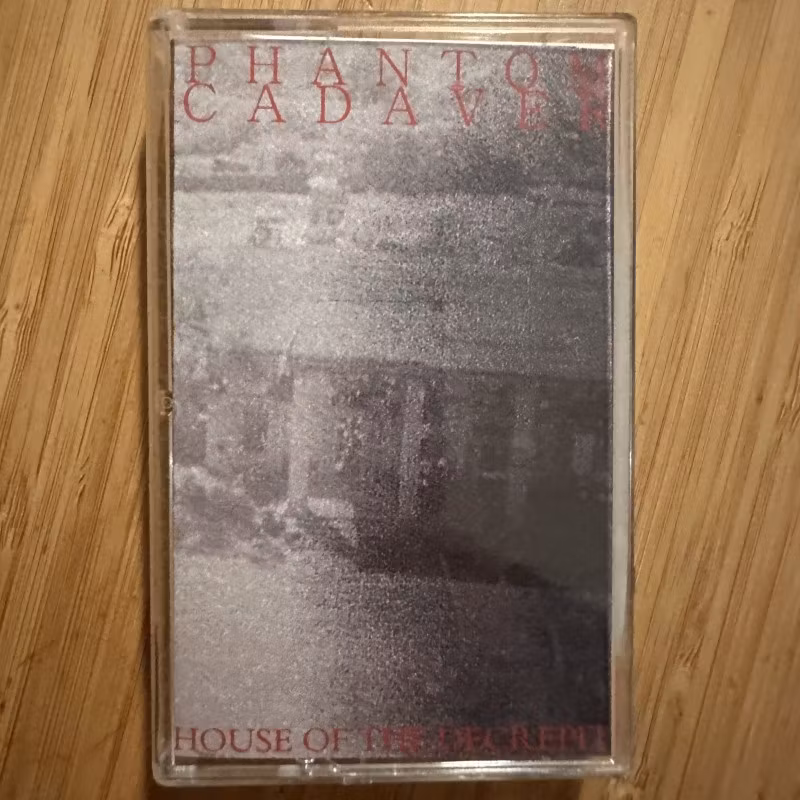 PHANTOM
CADAVER
HOUSE OF THE DECREPIT